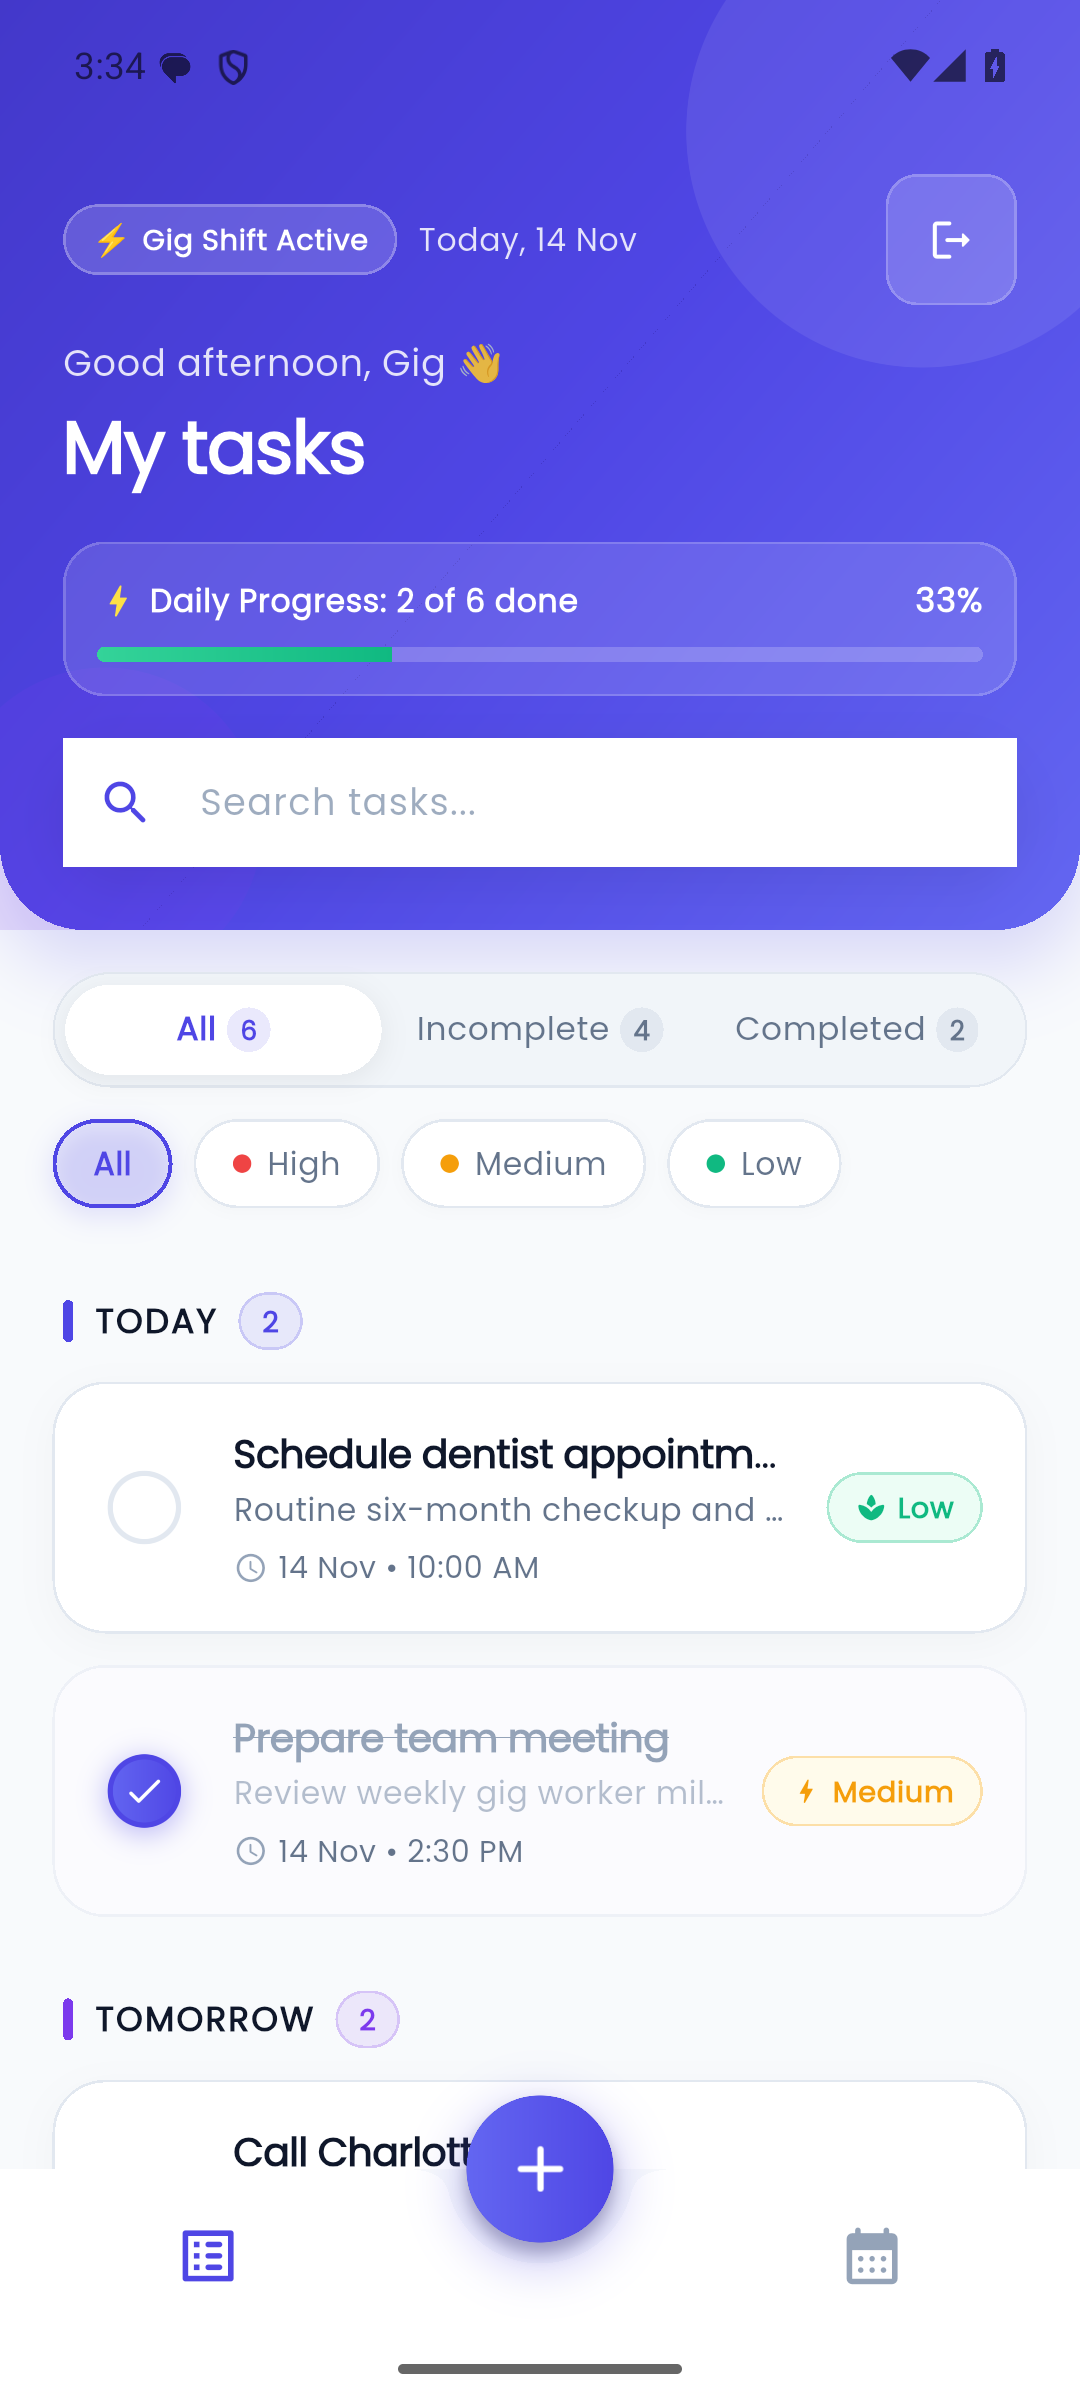 3:34
⚡ Gig Shift Active
Today, 14 Nov
Good afternoon, Gig 👋
My tasks
Daily Progress: 2 of 6 done
33%
Search tasks...
All 6
Incomplete 4
Completed 2
All
High
Medium
Low
TODAY 2
Schedule dentist appointm...
Routine six-month checkup and ...
14 Nov • 10:00 AM
Low
Prepare team meeting
Review weekly gig worker mil...
14 Nov • 2:30 PM
Medium
TOMORROW 2
Call Charlott